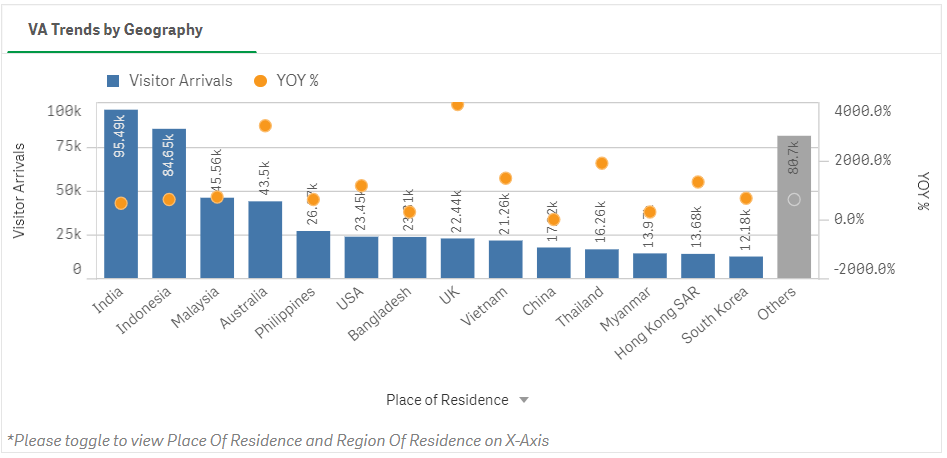 VA Trends by Geography
Visitor Arrivals YOY %
100k 4000.0%
75k 2000.0%
50k 0.0%
25k -2000.0%
0
Visitor Arrivals
YOY %
95.49k 84.65k 45.56k 43.5k 23.45k 22.44k 21.26k 16.26k 13.68k 12.18k 80.7k
India Indonesia Malaysia Australia Philippines USA Bangladesh UK Vietnam China Thailand Myanmar Hong Kong SAR South Korea Others
Place of Residence
*Please toggle to view Place Of Residence and Region Of Residence on X-Axis